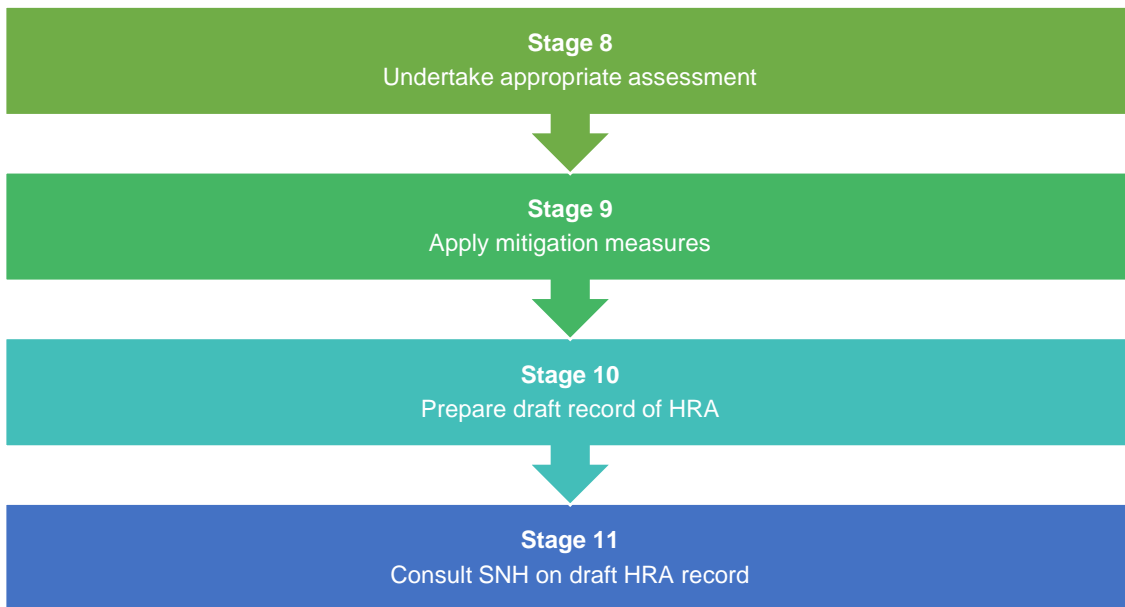 Stage 8
Undertake appropriate assessment
Stage 9
Apply mitigation measures
Stage 10
Prepare draft record of HRA
Stage 11
Consult SNH on draft HRA record